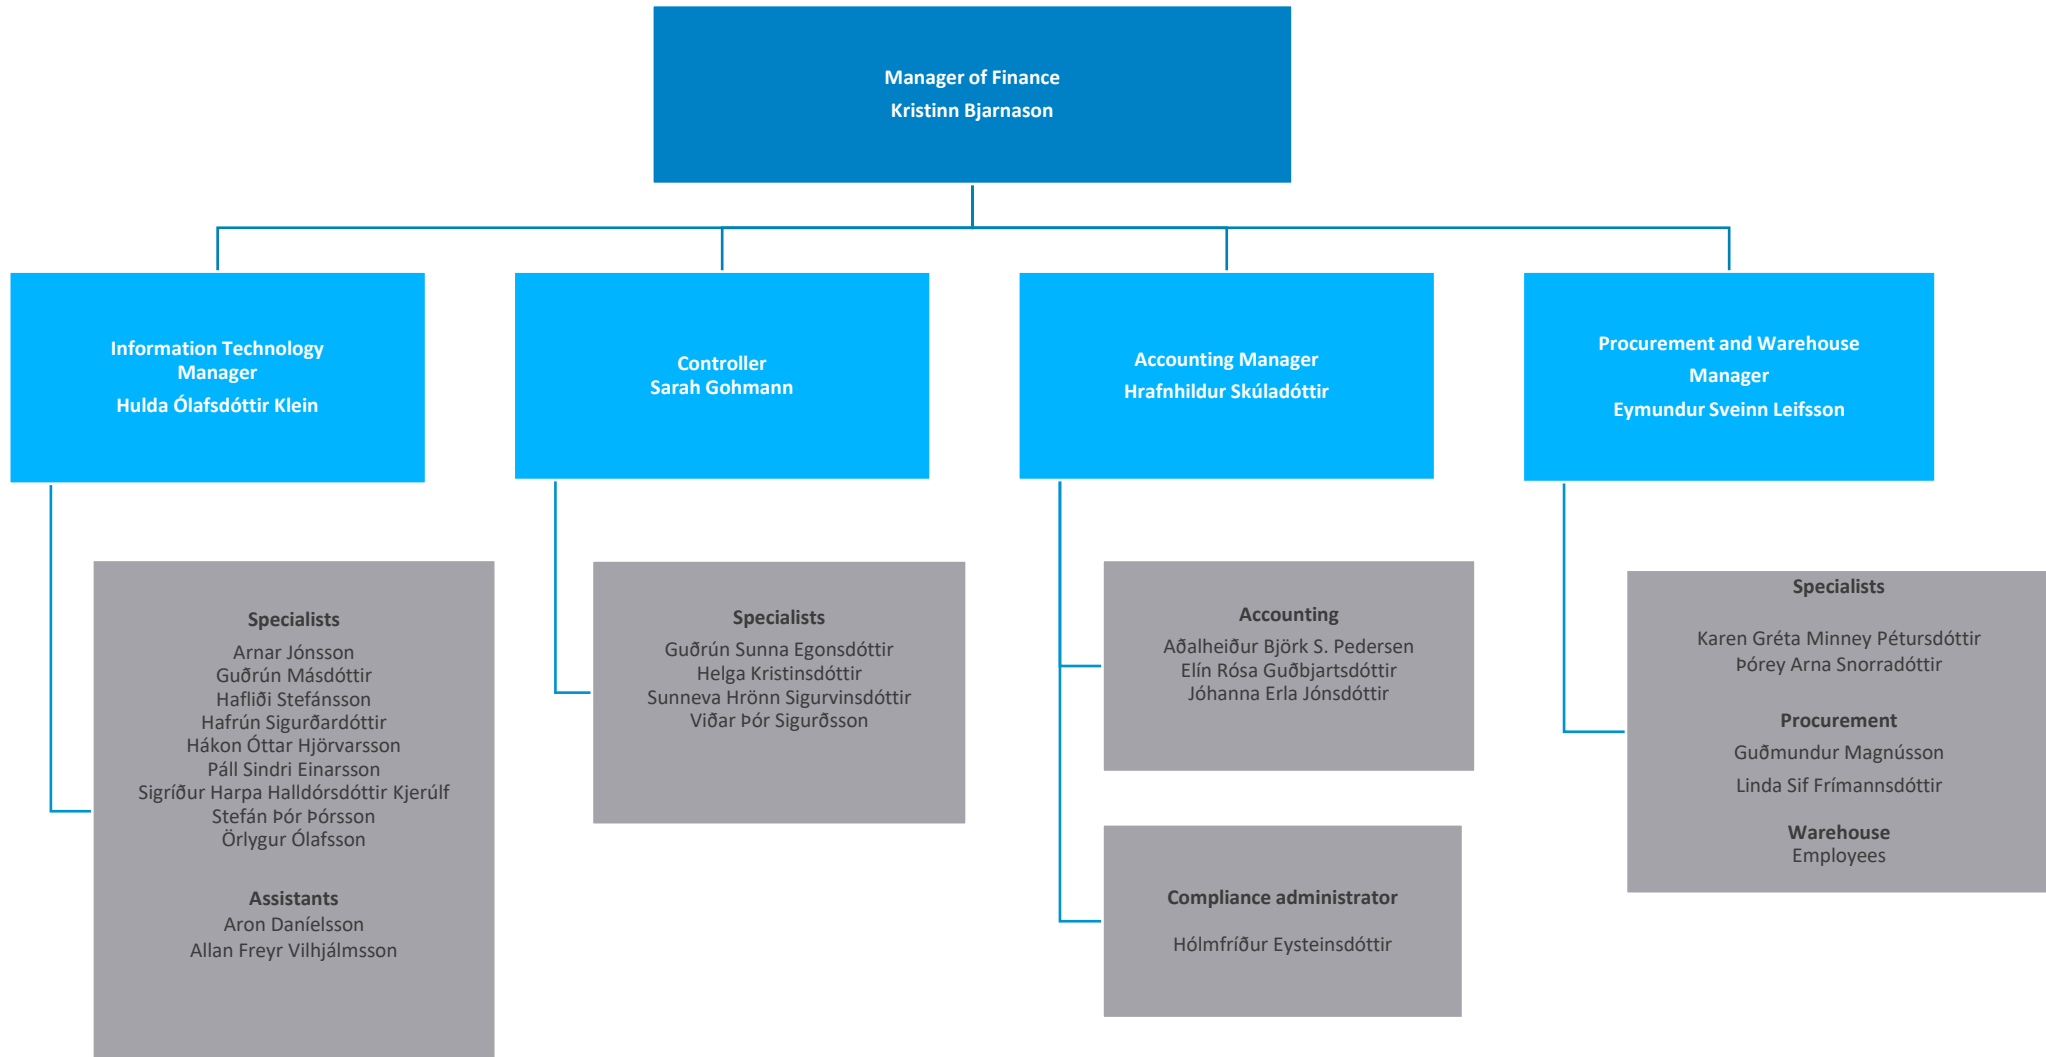 Manager of Finance
Kristinn Bjarnason
Information Technology
Manager
Hulda Ólafsdóttir Klein
Controller
Sarah Gohmann
Accounting Manager
Hrafnhildur Skúladóttir
Procurement and Warehouse
Manager
Eymundur Sveinn Leifsson
Specialists
Arnar Jónsson
Guðrún Másdóttir
Hafliði Stefánsson
Hafrún Sigurðardóttir
Hákon Óttar Hjörvarsson
Páll Sindri Einarsson
Sigríður Harpa Halldórsdóttir Kjerúlf
Stefán Þór Þórsson
Örlygur Ólafsson
Assistants
Aron Daníelsson
Allan Freyr Vilhjálmsson
Specialists
Guðrún Sunna Egonsdóttir
Helga Kristinsdóttir
Sunneva Hrönn Sigurvinsdóttir
Viðar Þór Sigurðsson
Accounting
Aðalheiður Björk S. Pedersen
Elín Rósa Guðbjartsdóttir
Jóhanna Erla Jónsdóttir
Compliance administrator
Hólmfríður Eysteinsdóttir
Specialists
Karen Gréta Minney Pétursdóttir
Þórey Arna Snorradóttir
Procurement
Guðmundur Magnússon
Linda Sif Frímannsdóttir
Warehouse
Employees